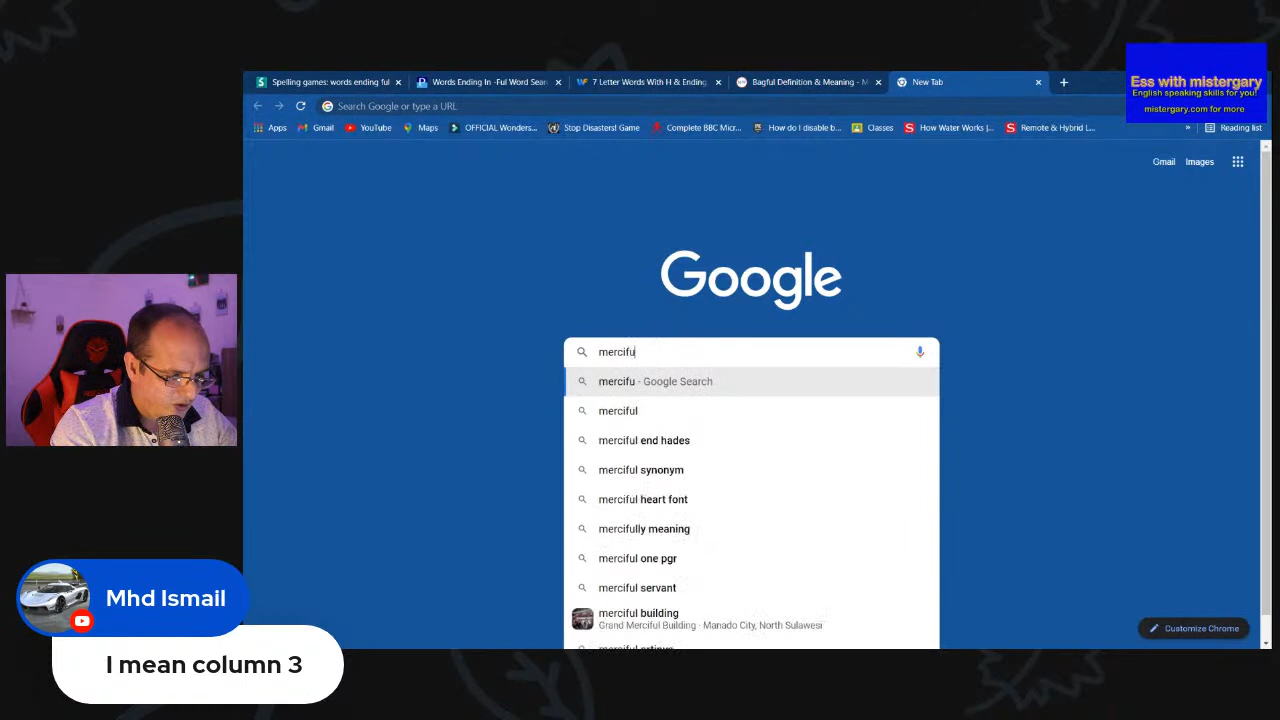 Ess with mistergary
English speaking skills for you!
mistergary.com for more
Spelling games: words ending ful
Words Ending In -Ful Word Sear
7 Letter Words With H & Ending
Bagful Definition & Meaning - M
New Tab
Search Google or type a URL
Apps
Gmail
YouTube
Maps
OFFICIAL Wonders...
Stop Disasters! Game
Complete BBC Micr...
How do I disable b...
Classes
How Water Works |...
Remote & Hybrid L...
»
Reading list
Gmail
Images
Google
mercifu
mercifu - Google Search
merciful
merciful end hades
merciful synonym
merciful heart font
mercifully meaning
merciful one pgr
merciful servant
merciful building
Grand Merciful Building · Manado City, North Sulawesi
Customize Chrome
Mhd Ismail
I mean column 3